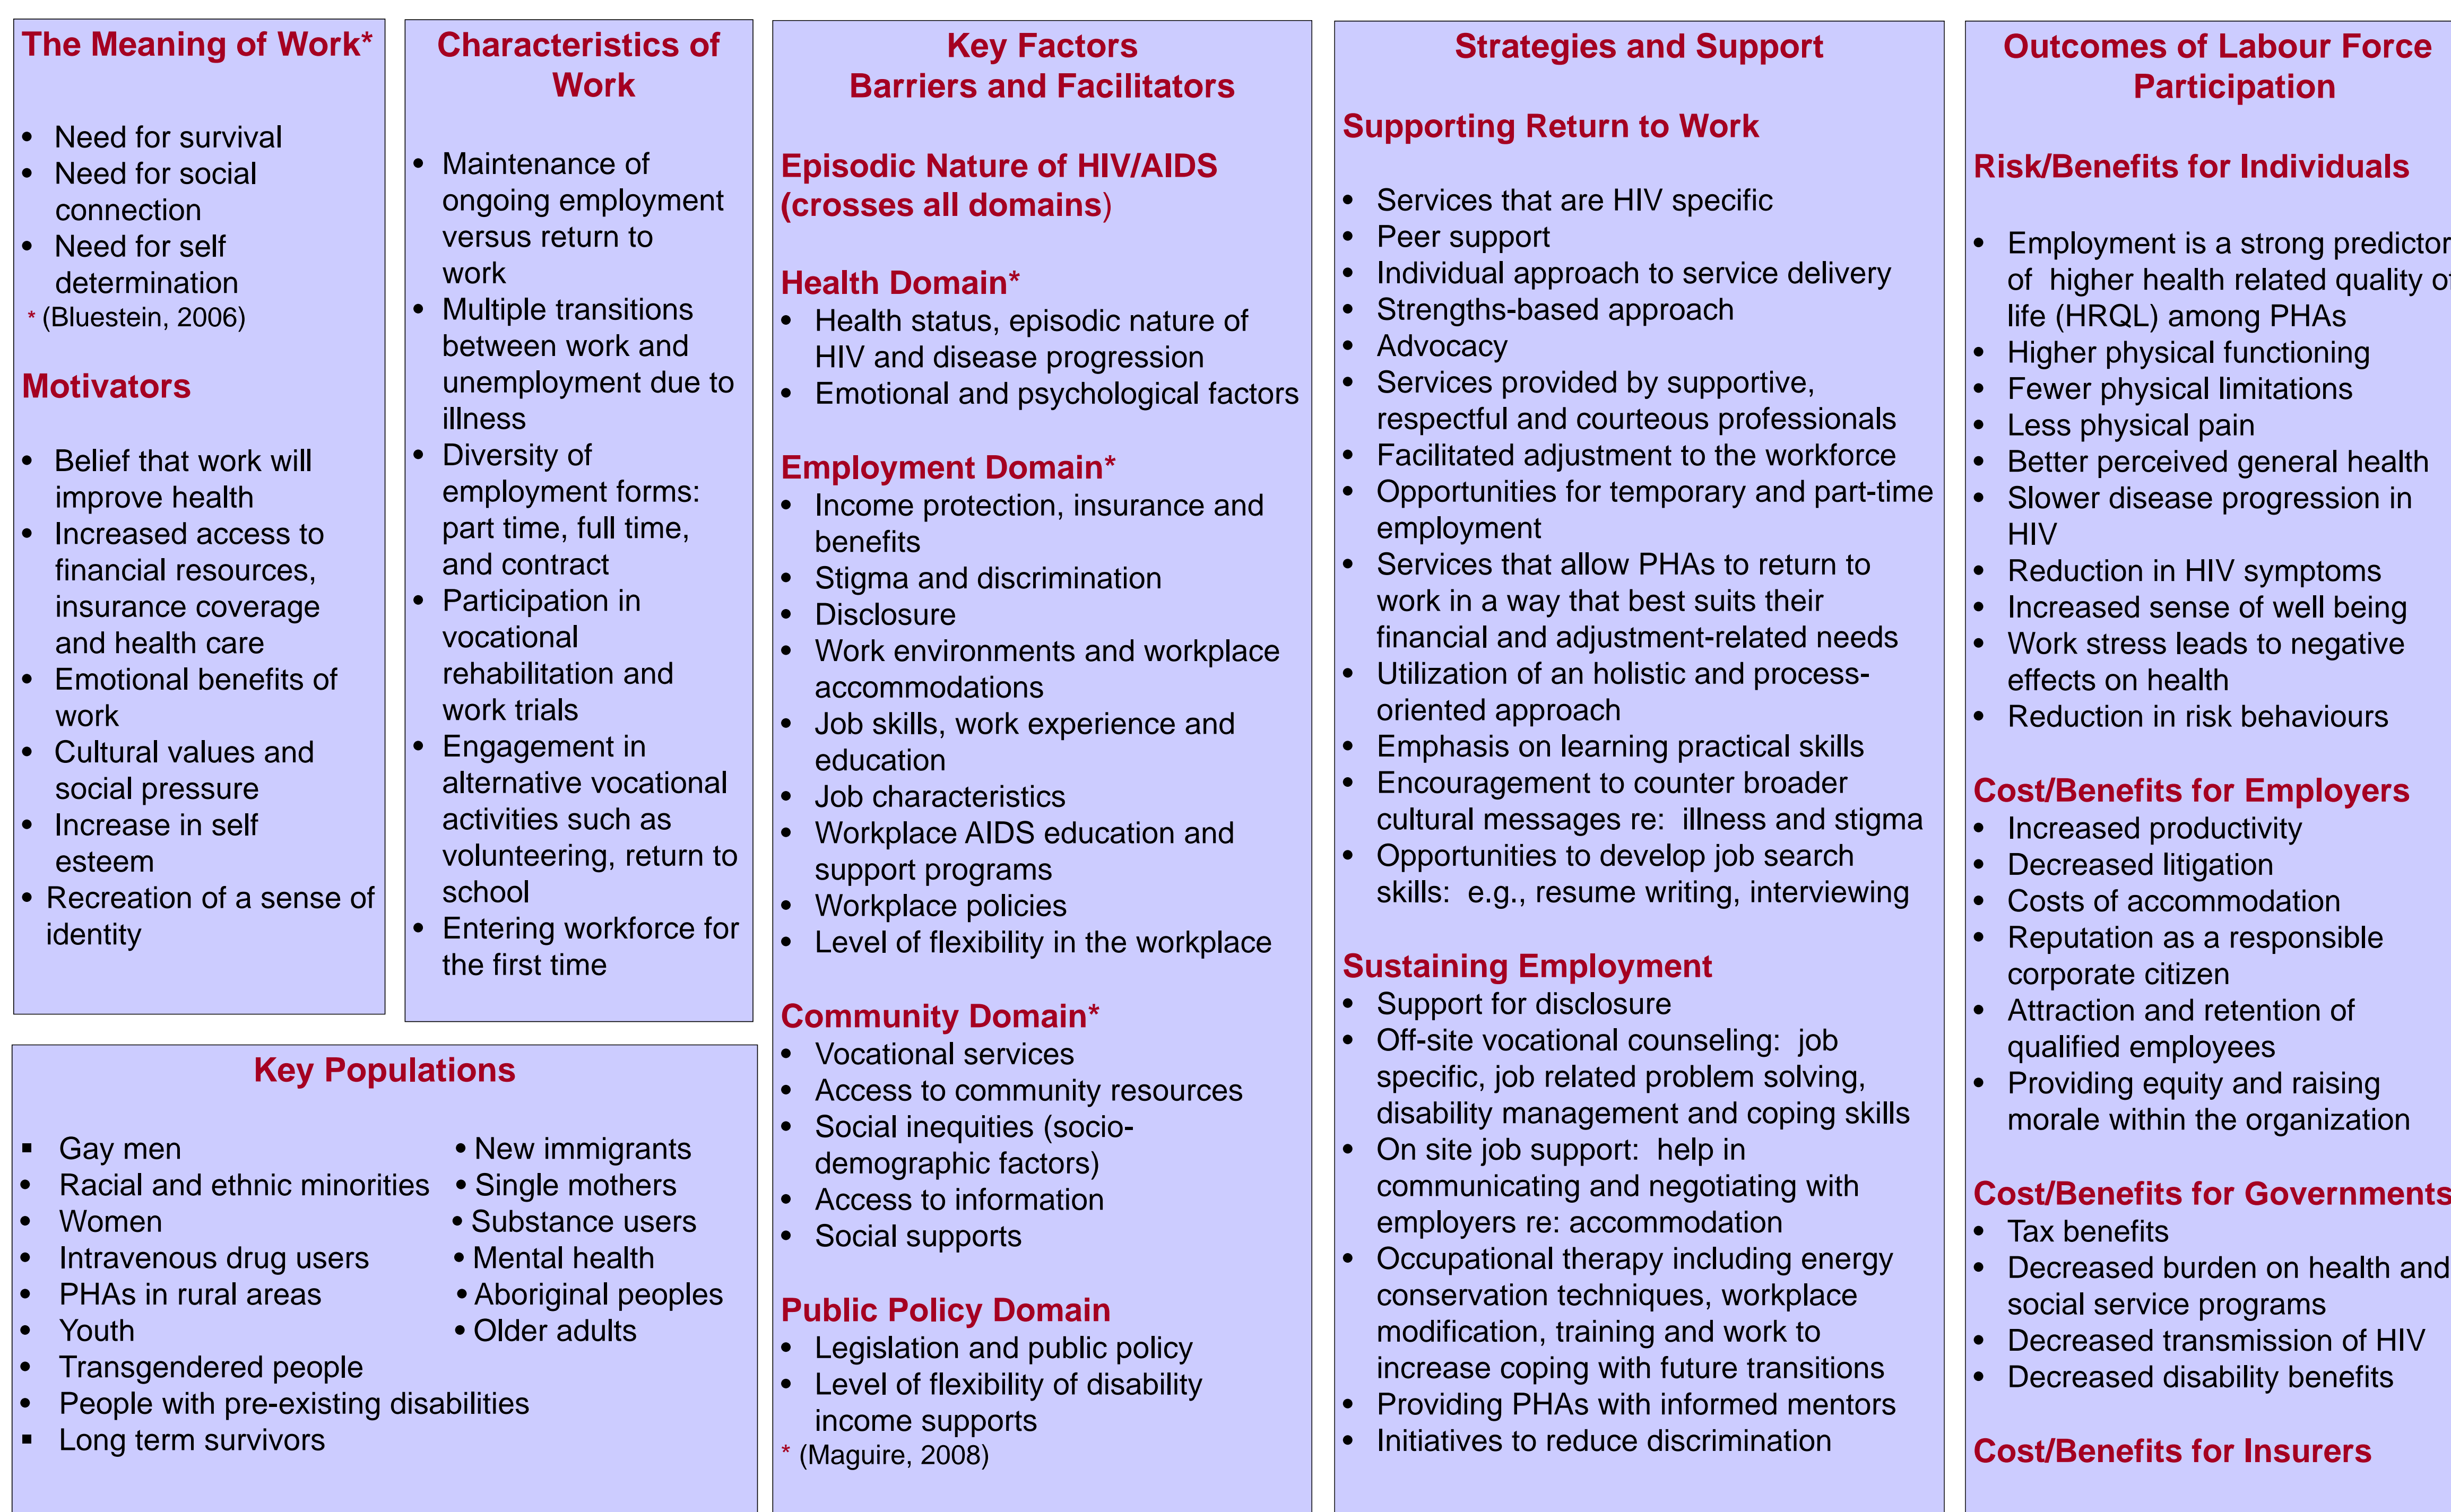 The Meaning of Work*
• Need for survival
• Need for social
connection
• Need for self
determination
* (Bluestein, 2006)
Motivators
• Belief that work will
improve health
• Increased access to
financial resources,
insurance coverage
and health care
• Emotional benefits of
work
• Cultural values and
social pressure
• Increase in self
esteem
• Recreation of a sense of
identity
Characteristics of
Work
• Maintenance of
ongoing employment
versus return to
work
• Multiple transitions
between work and
unemployment due to
illness
• Diversity of
employment forms:
part time, full time,
and contract
• Participation in
vocational
rehabilitation and
work trials
• Engagement in
alternative vocational
activities such as
volunteering, return to
school
• Entering workforce for
the first time
Key Populations
▪ Gay men
• Racial and ethnic minorities
• Women
• Intravenous drug users
• PHAs in rural areas
• Youth
• Transgendered people
• People with pre-existing disabilities
▪ Long term survivors
• New immigrants
• Single mothers
• Substance users
• Mental health
• Aboriginal peoples
• Older adults
Key Factors
Barriers and Facilitators
Episodic Nature of HIV/AIDS
(crosses all domains)
Health Domain*
• Health status, episodic nature of
HIV and disease progression
• Emotional and psychological factors
Employment Domain*
• Income protection, insurance and
benefits
• Stigma and discrimination
• Disclosure
• Work environments and workplace
accommodations
• Job skills, work experience and
education
• Job characteristics
• Workplace AIDS education and
support programs
• Workplace policies
• Level of flexibility in the workplace
Community Domain*
• Vocational services
• Access to community resources
• Social inequities (socio-
demographic factors)
• Access to information
• Social supports
Public Policy Domain
• Legislation and public policy
• Level of flexibility of disability
income supports
* (Maguire, 2008)
Strategies and Support
Supporting Return to Work
• Services that are HIV specific
• Peer support
• Individual approach to service delivery
• Strengths-based approach
• Advocacy
• Services provided by supportive,
respectful and courteous professionals
• Facilitated adjustment to the workforce
• Opportunities for temporary and part-time
employment
• Services that allow PHAs to return to
work in a way that best suits their
financial and adjustment-related needs
• Utilization of an holistic and process-
oriented approach
• Emphasis on learning practical skills
• Encouragement to counter broader
cultural messages re: illness and stigma
• Opportunities to develop job search
skills: e.g., resume writing, interviewing
Sustaining Employment
• Support for disclosure
• Off-site vocational counseling: job
specific, job related problem solving,
disability management and coping skills
• On site job support: help in
communicating and negotiating with
employers re: accommodation
• Occupational therapy including energy
conservation techniques, workplace
modification, training and work to
increase coping with future transitions
• Providing PHAs with informed mentors
• Initiatives to reduce discrimination
Outcomes of Labour Force
Participation
Risk/Benefits for Individuals
• Employment is a strong predictor
of higher health related quality of
life (HRQL) among PHAs
• Higher physical functioning
• Fewer physical limitations
• Less physical pain
• Better perceived general health
• Slower disease progression in
HIV
• Reduction in HIV symptoms
• Increased sense of well being
• Work stress leads to negative
effects on health
• Reduction in risk behaviours
Cost/Benefits for Employers
• Increased productivity
• Decreased litigation
• Costs of accommodation
• Reputation as a responsible
corporate citizen
• Attraction and retention of
qualified employees
• Providing equity and raising
morale within the organization
Cost/Benefits for Governments
• Tax benefits
• Decreased burden on health and
social service programs
• Decreased transmission of HIV
• Decreased disability benefits
Cost/Benefits for Insurers